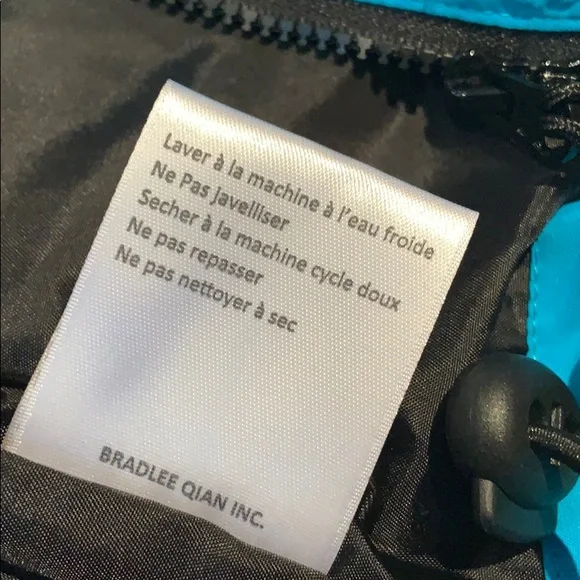 Laver à la machine à l'eau froide
Ne Pas Javelliser
Secher à la machine cycle doux
Ne pas repasser
Ne pas nettoyer à sec
BRADLEE QIAN INC.